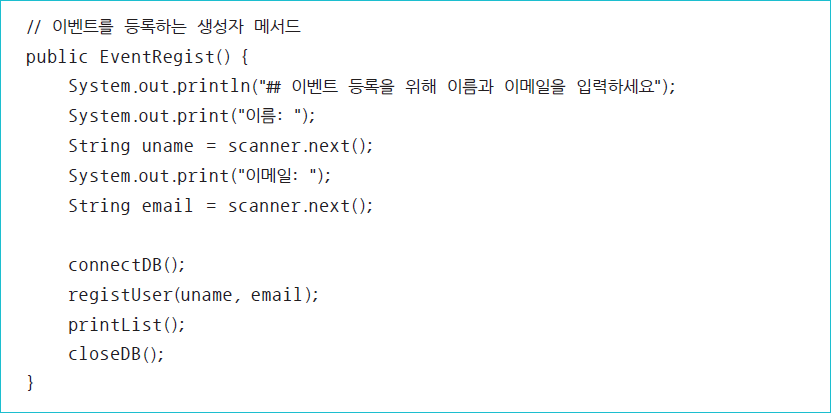 // 이벤트를 등록하는 생성자 메서드
public EventRegist() {
    System.out.println("## 이벤트 등록을 위해 이름과 이메일을 입력하세요");
    System.out.print("이름: ");
    String uname = scanner.next();
    System.out.print("이메일: ");
    String email = scanner.next();

    connectDB();
    registUser(uname, email);
    printList();
    closeDB();
}